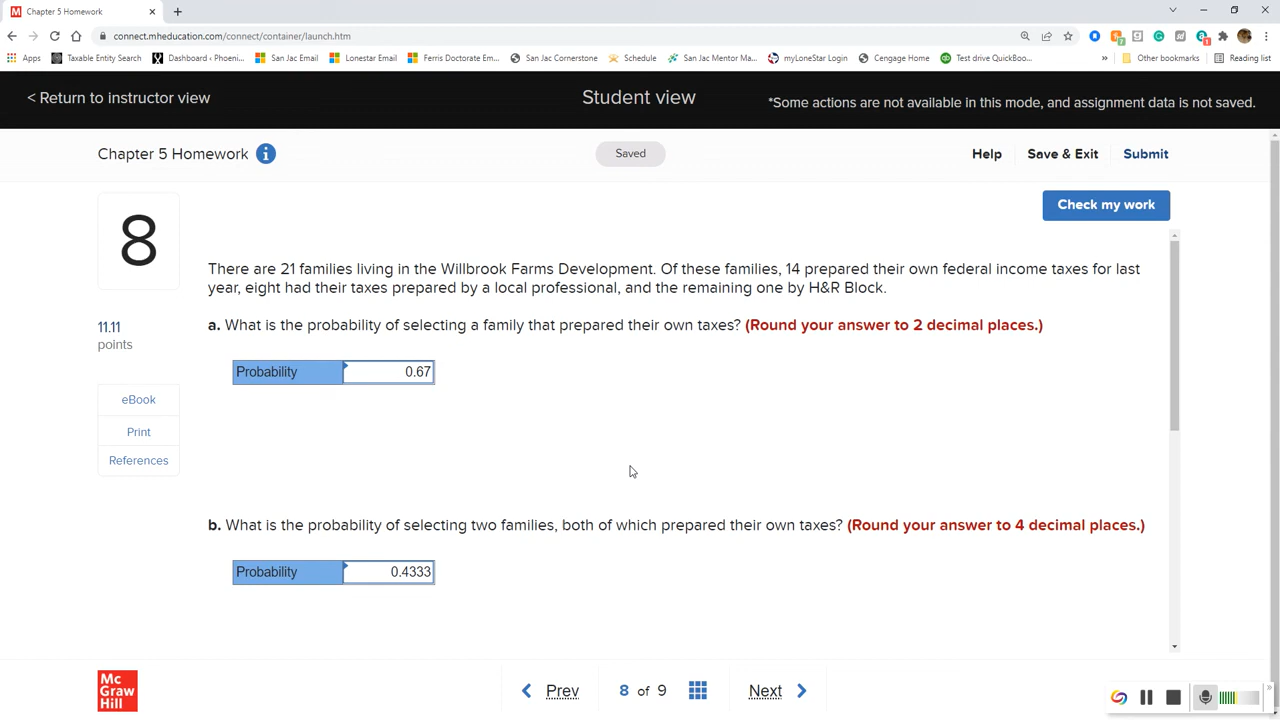 M Chapter 5 Homework × +
connect.mheducation.com/connect/container/launch.htm
Apps Taxable Entity Search Dashboard ‹ Phoeni... San Jac Email Lonestar Email Ferris Doctorate Em... San Jac Cornerstone Schedule San Jac Mentor Ma... myLoneStar Login Cengage Home Test drive QuickBoo... » Other bookmarks Reading list
< Return to instructor view Student view *Some actions are not available in this mode, and assignment data is not saved.
Chapter 5 Homework i Saved Help Save & Exit Submit
Check my work
8
There are 21 families living in the Willbrook Farms Development. Of these families, 14 prepared their own federal income taxes for last
year, eight had their taxes prepared by a local professional, and the remaining one by H&R Block.
11.11
points
a. What is the probability of selecting a family that prepared their own taxes? (Round your answer to 2 decimal places.)
Probability 0.67
eBook
Print
References
b. What is the probability of selecting two families, both of which prepared their own taxes? (Round your answer to 4 decimal places.)
Probability 0.4333
Mc
Graw
Hill
Prev 8 of 9 Next